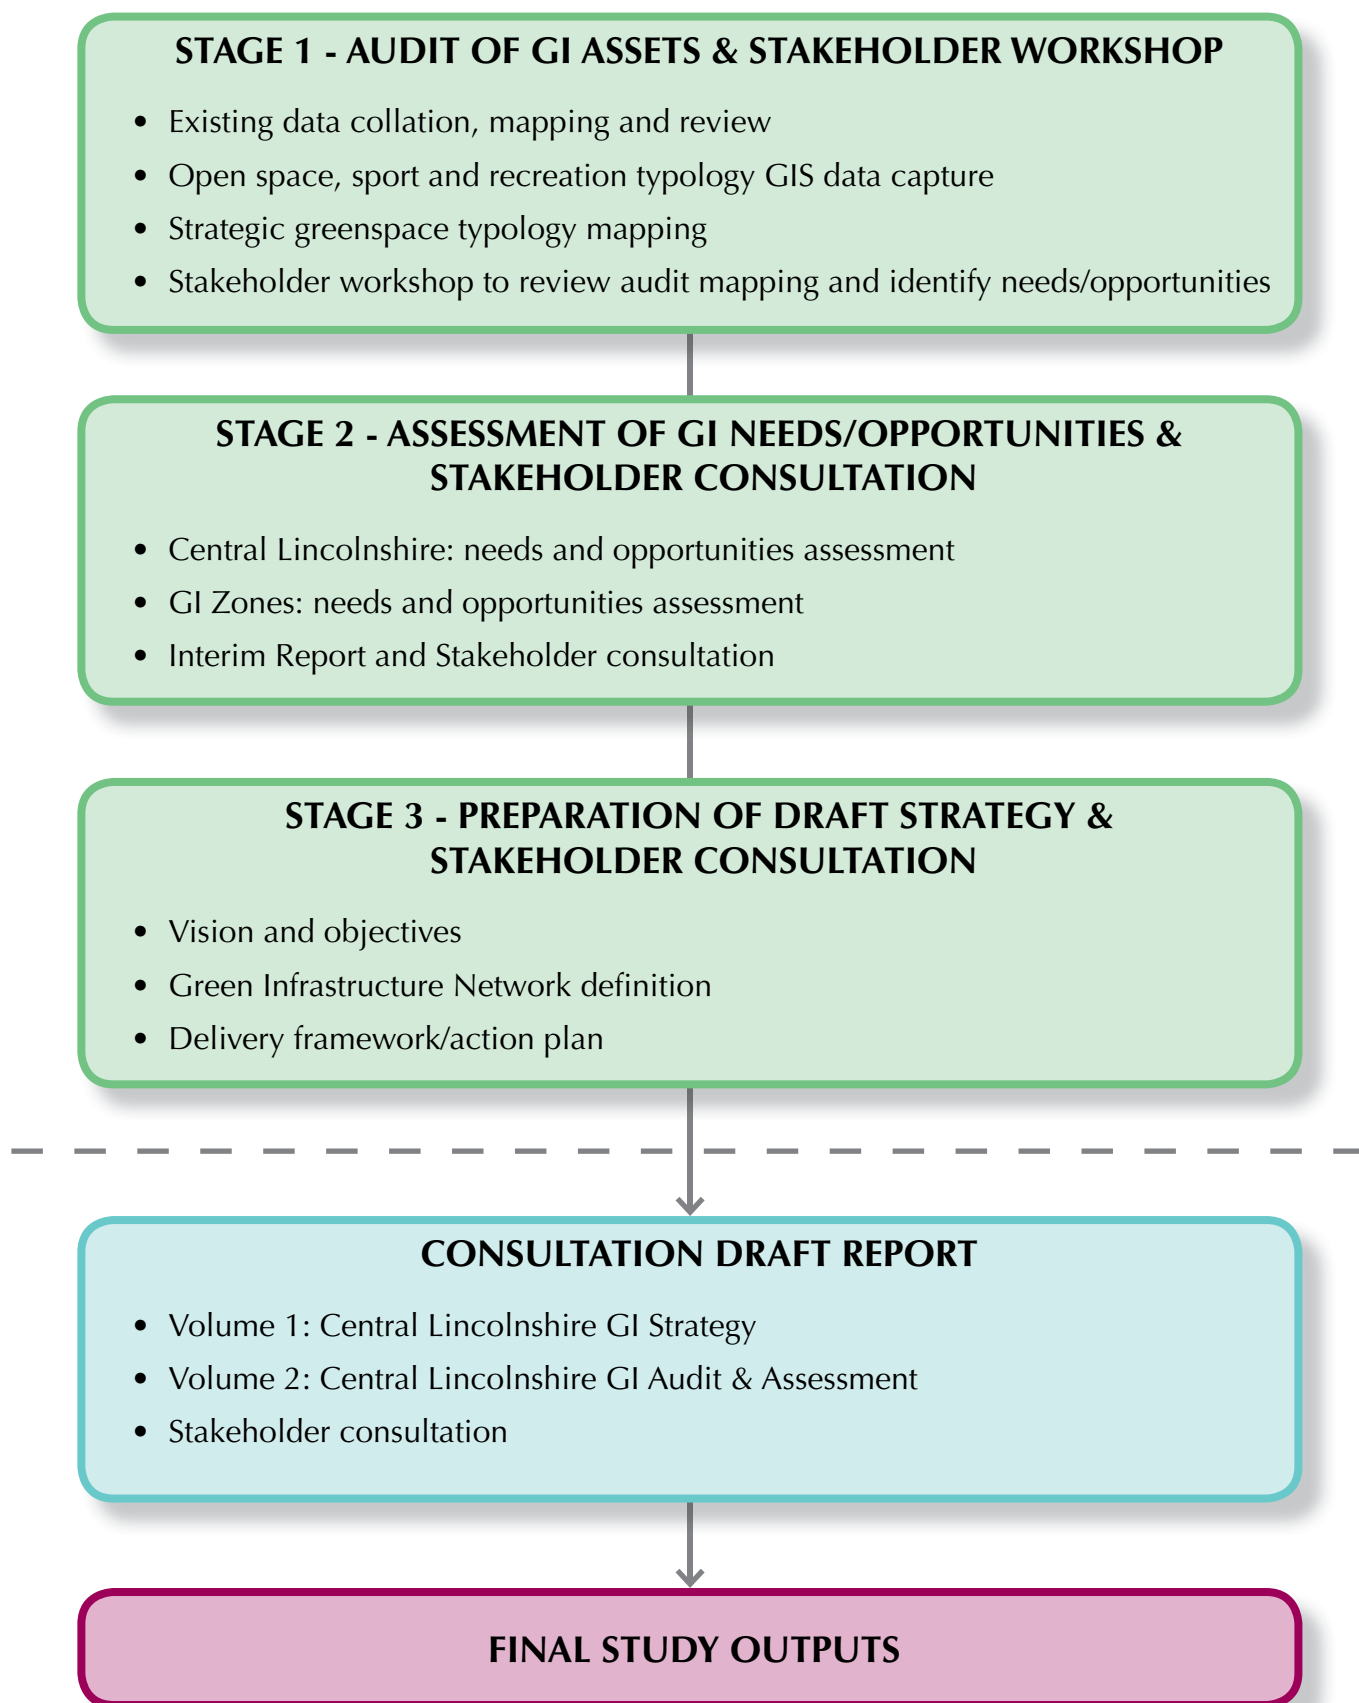 STAGE 1 - AUDIT OF GI ASSETS & STAKEHOLDER WORKSHOP
• Existing data collation, mapping and review
• Open space, sport and recreation typology GIS data capture
• Strategic greenspace typology mapping
• Stakeholder workshop to review audit mapping and identify needs/opportunities
STAGE 2 - ASSESSMENT OF GI NEEDS/OPPORTUNITIES &
STAKEHOLDER CONSULTATION
• Central Lincolnshire: needs and opportunities assessment
• GI Zones: needs and opportunities assessment
• Interim Report and Stakeholder consultation
STAGE 3 - PREPARATION OF DRAFT STRATEGY &
STAKEHOLDER CONSULTATION
• Vision and objectives
• Green Infrastructure Network definition
• Delivery framework/action plan
CONSULTATION DRAFT REPORT
• Volume 1: Central Lincolnshire GI Strategy
• Volume 2: Central Lincolnshire GI Audit & Assessment
• Stakeholder consultation
FINAL STUDY OUTPUTS